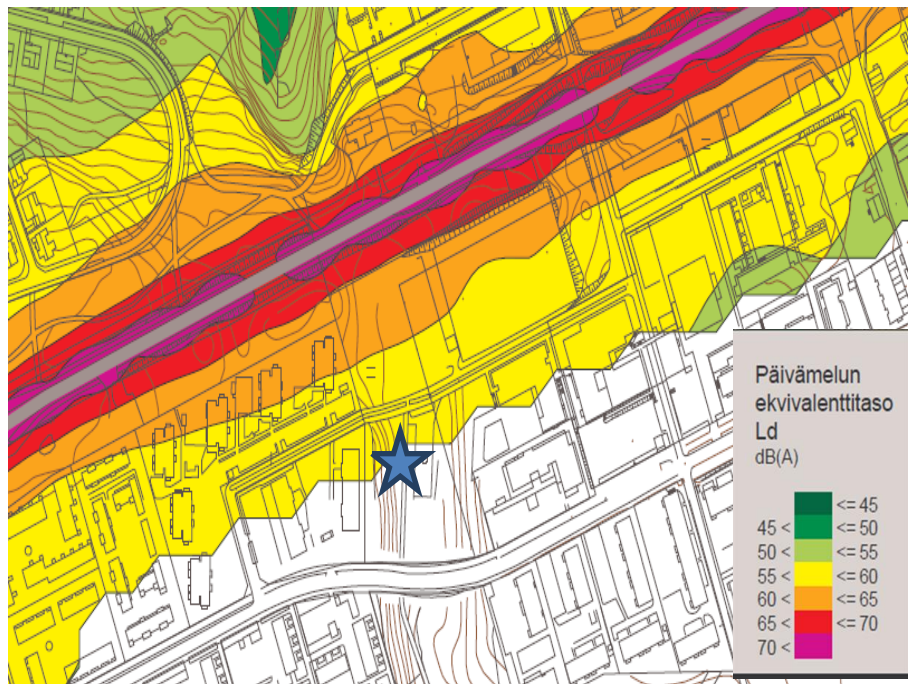 Päivämelun
ekvivalenttitaso
Ld
dB(A)
<= 45
45 < <= 50
50 < <= 55
55 < <= 60
60 < <= 65
65 < <= 70
70 <